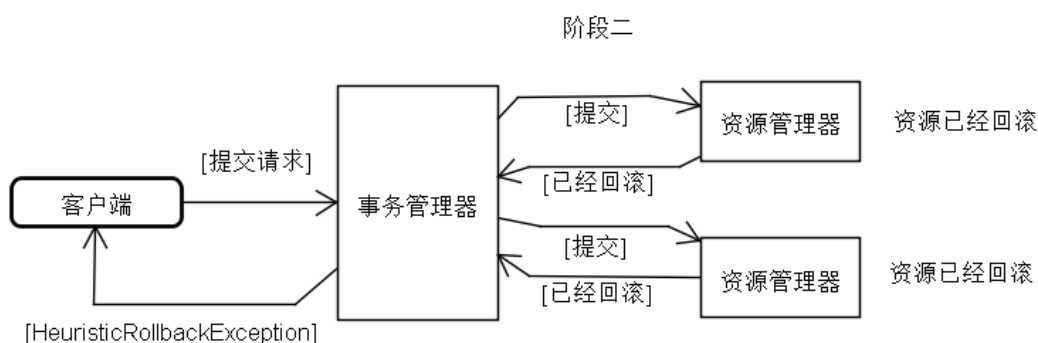 阶段二
[提交]
资源管理器
资源已经回滚
[提交请求]
[已经回滚]
客户端
事务管理器
[提交]
资源管理器
资源已经回滚
[已经回滚]
[HeuristicRollbackException]